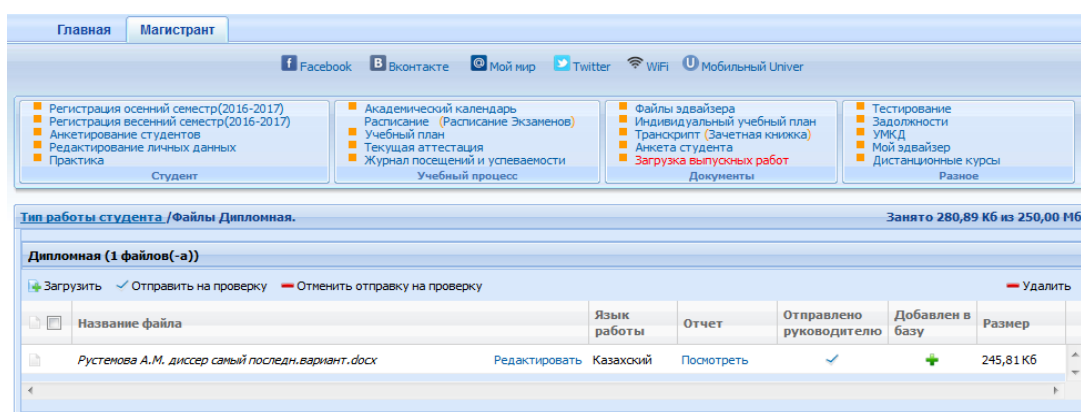 Главная Магистрант
Facebook Вконтакте Мой мир Twitter WiFi Мобильный Univer
Регистрация осенний семестр(2016-2017)
Регистрация весенний семестр(2016-2017)
Анкетирование студентов
Редактирование личных данных
Практика
Студент
Академический календарь
Расписание (Расписание Экзаменов)
Учебный план
Текущая аттестация
Журнал посещений и успеваемости
Учебный процесс
Файлы эдвайзера
Индивидуальный учебный план
Транскрипт (Зачетная книжка)
Анкета студента
Загрузка выпускных работ
Документы
Тестирование
Задолжности
УМКД
Мой эдвайзер
Дистанционные курсы
Разное
Тип работы студента /Файлы Дипломная. Занято 280,89 Кб из 250,00 Мб
Дипломная (1 файлов(-а))
Загрузить Отправить на проверку Отменить отправку на проверку Удалить
Название файла Язык работы Отчет Отправлено руководителю Добавлен в базу Размер
Рустемова А.М. диссер самый последн.вариант.docx Редактировать Казахский Посмотреть 245,81 Кб